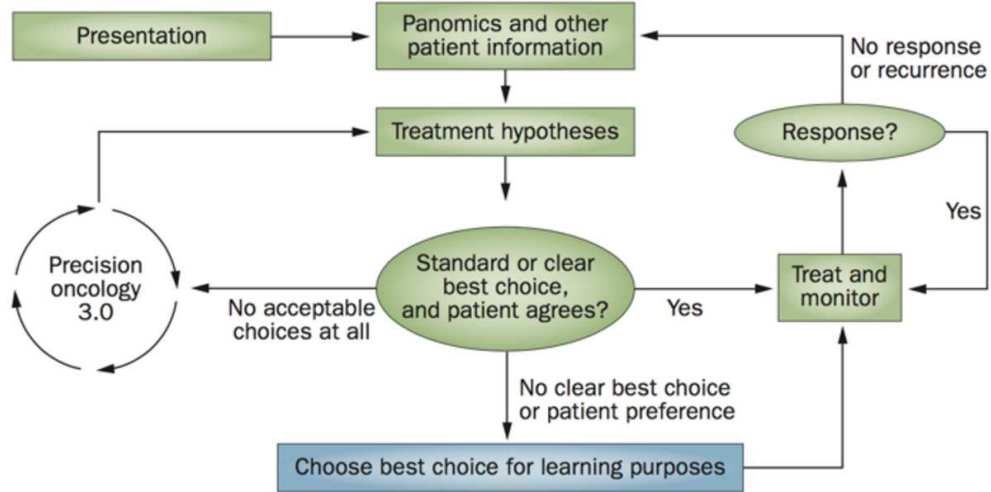 Presentation
Panomics and other
patient information
No response
or recurrence
Treatment hypotheses
Response?
Yes
Precision
oncology
3.0
No acceptable
choices at all
Standard or clear
best choice,
and patient agrees?
Yes
Treat and
monitor
No clear best choice
or patient preference
Choose best choice for learning purposes